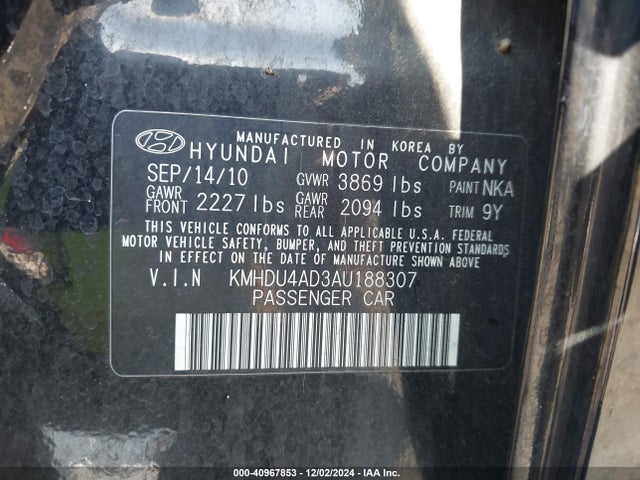 MANUFACTURED IN KOREA BY
HYUNDAI MOTOR COMPANY
SEP/14/10 GVWR 3869 lbs PAINT NKA
GAWR FRONT 2227 lbs GAWR REAR 2094 lbs TRIM 9Y
THIS VEHICLE CONFORMS TO ALL APPLICABLE U.S.A. FEDERAL
MOTOR VEHICLE SAFETY, BUMPER, AND THEFT PREVENTION STANDARDS
IN EFFECT ON THE DATE OF MANUFACTURE SHOWN ABOVE
V.I.N KMHDU4AD3AU188307
PASSENGER CAR
000-40967853 - 12/02/2024 - IAA Inc.